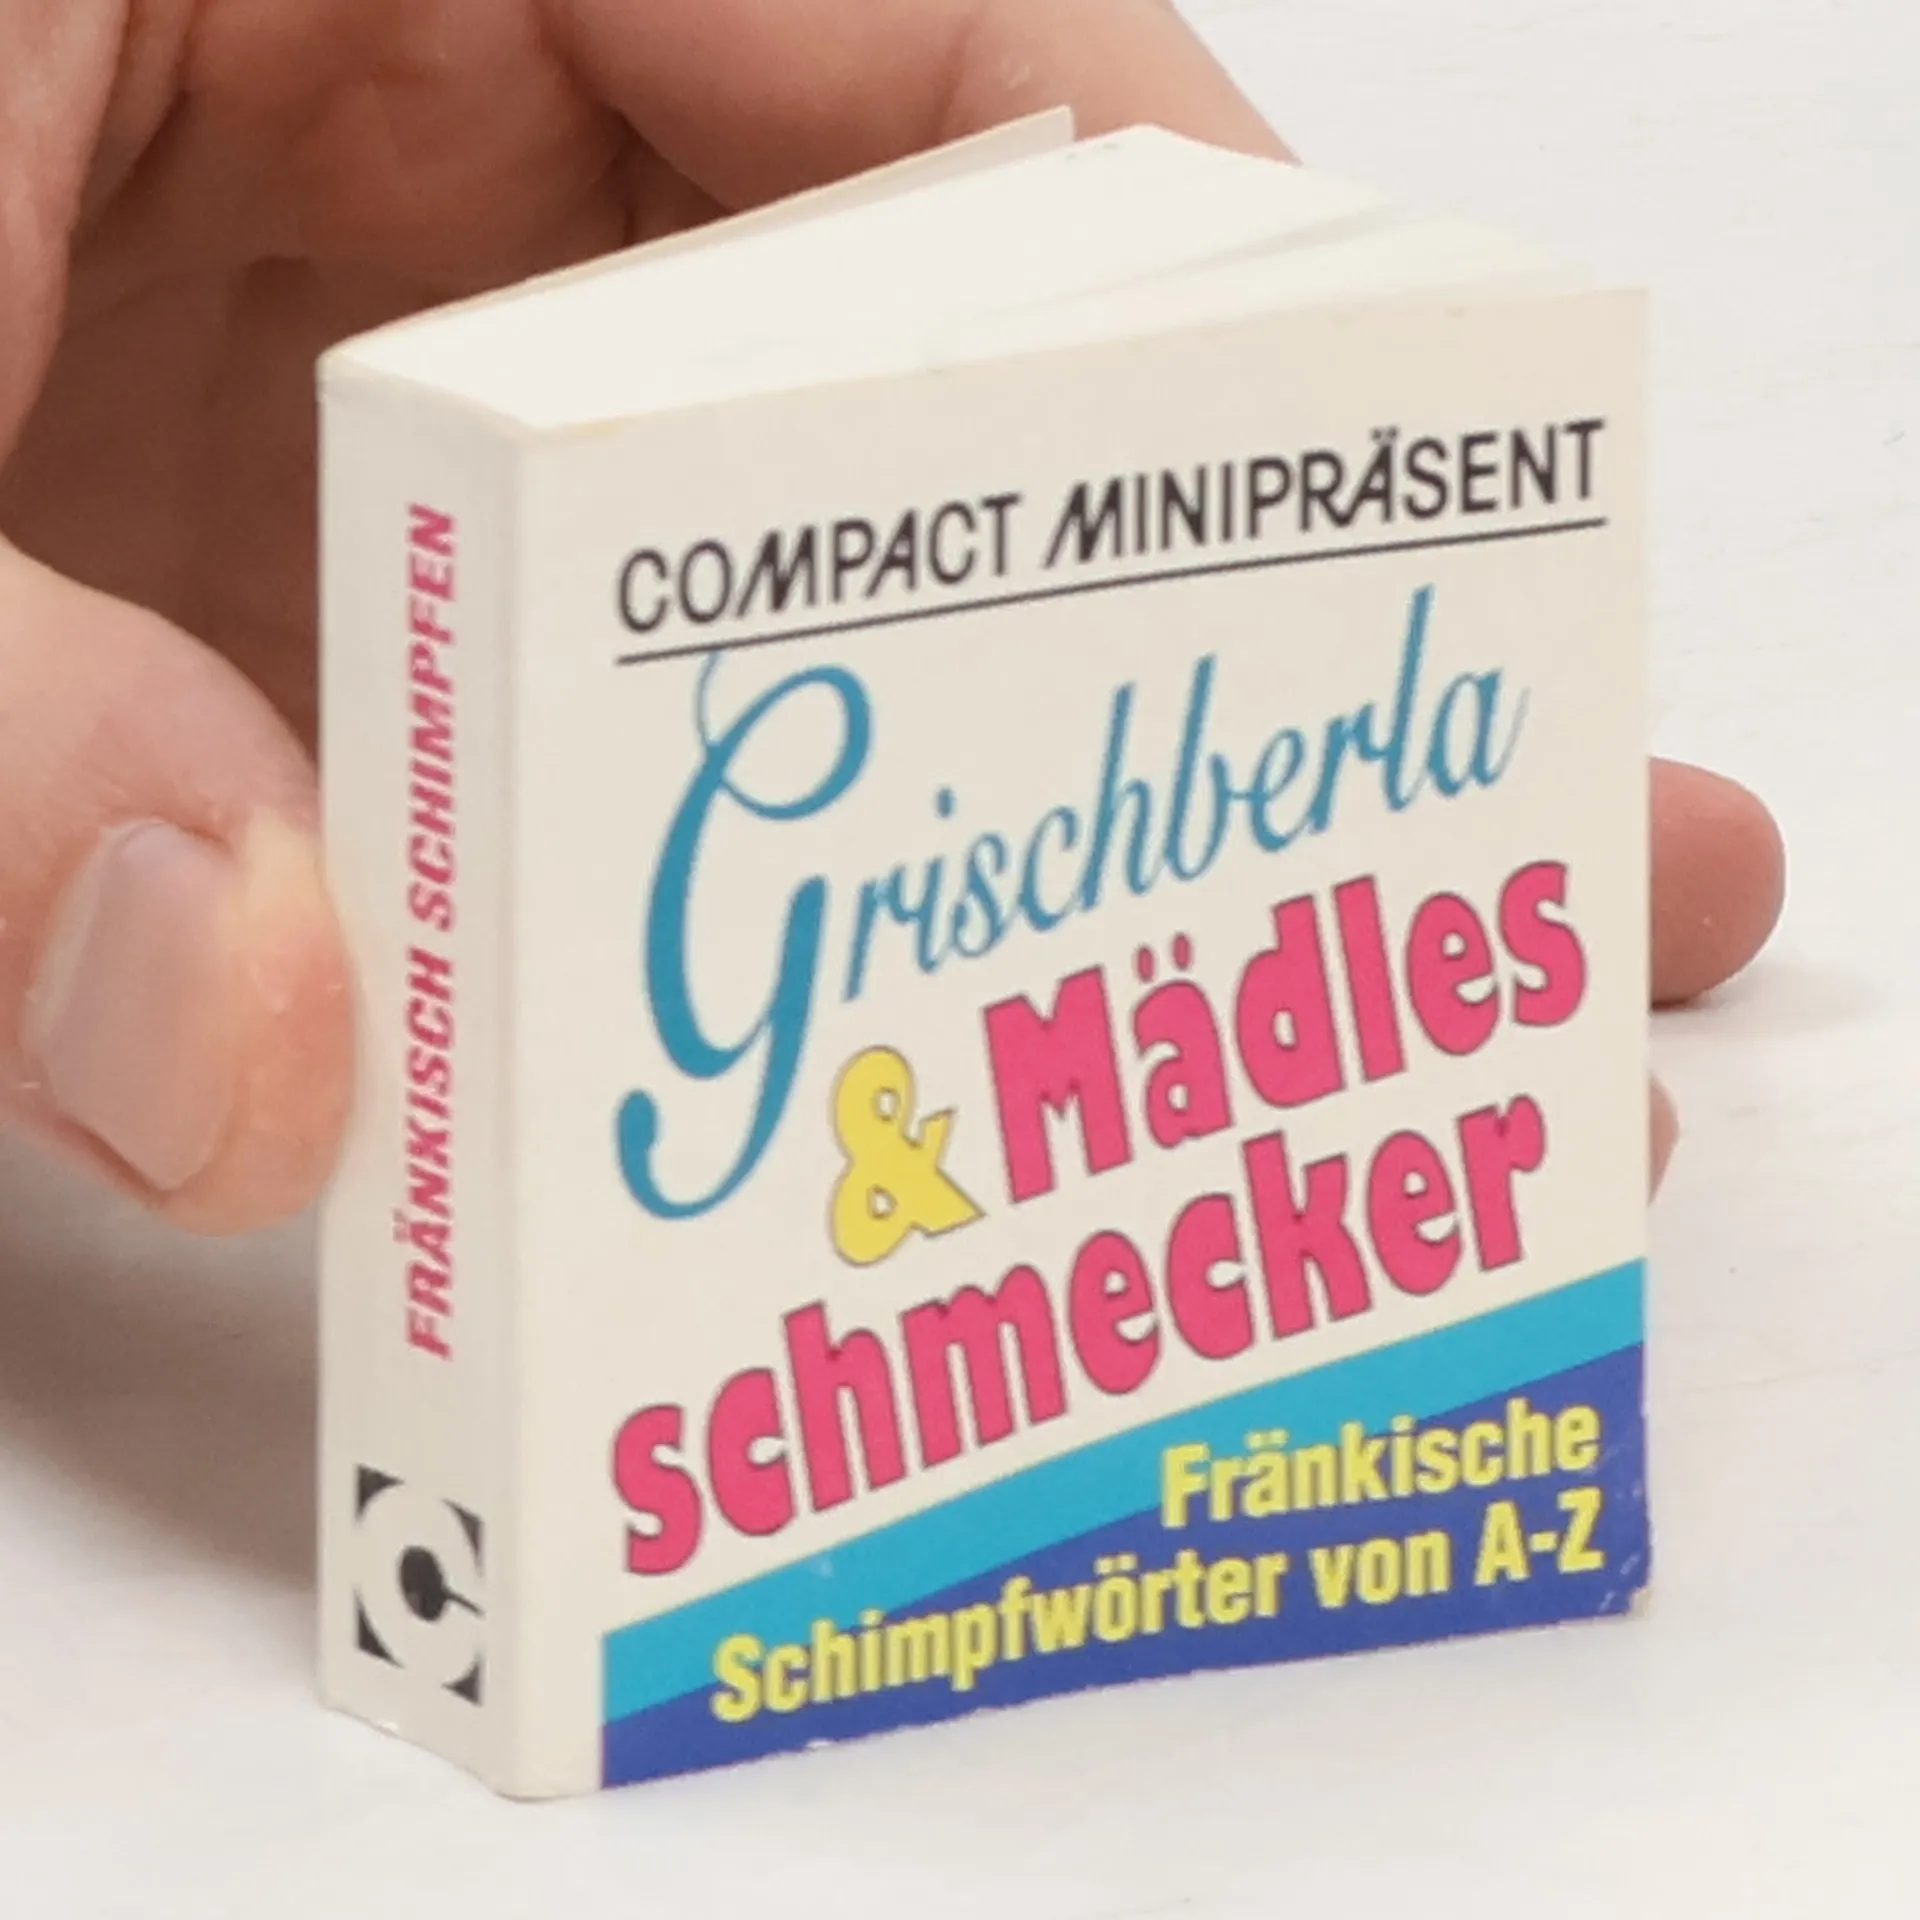 FRÄNKISCH SCHIMPFEN
COMPACT MINIPRÄSENT
Grischberla
& Mädles
schmecker
Fränkische
Schimpfwörter von A-Z